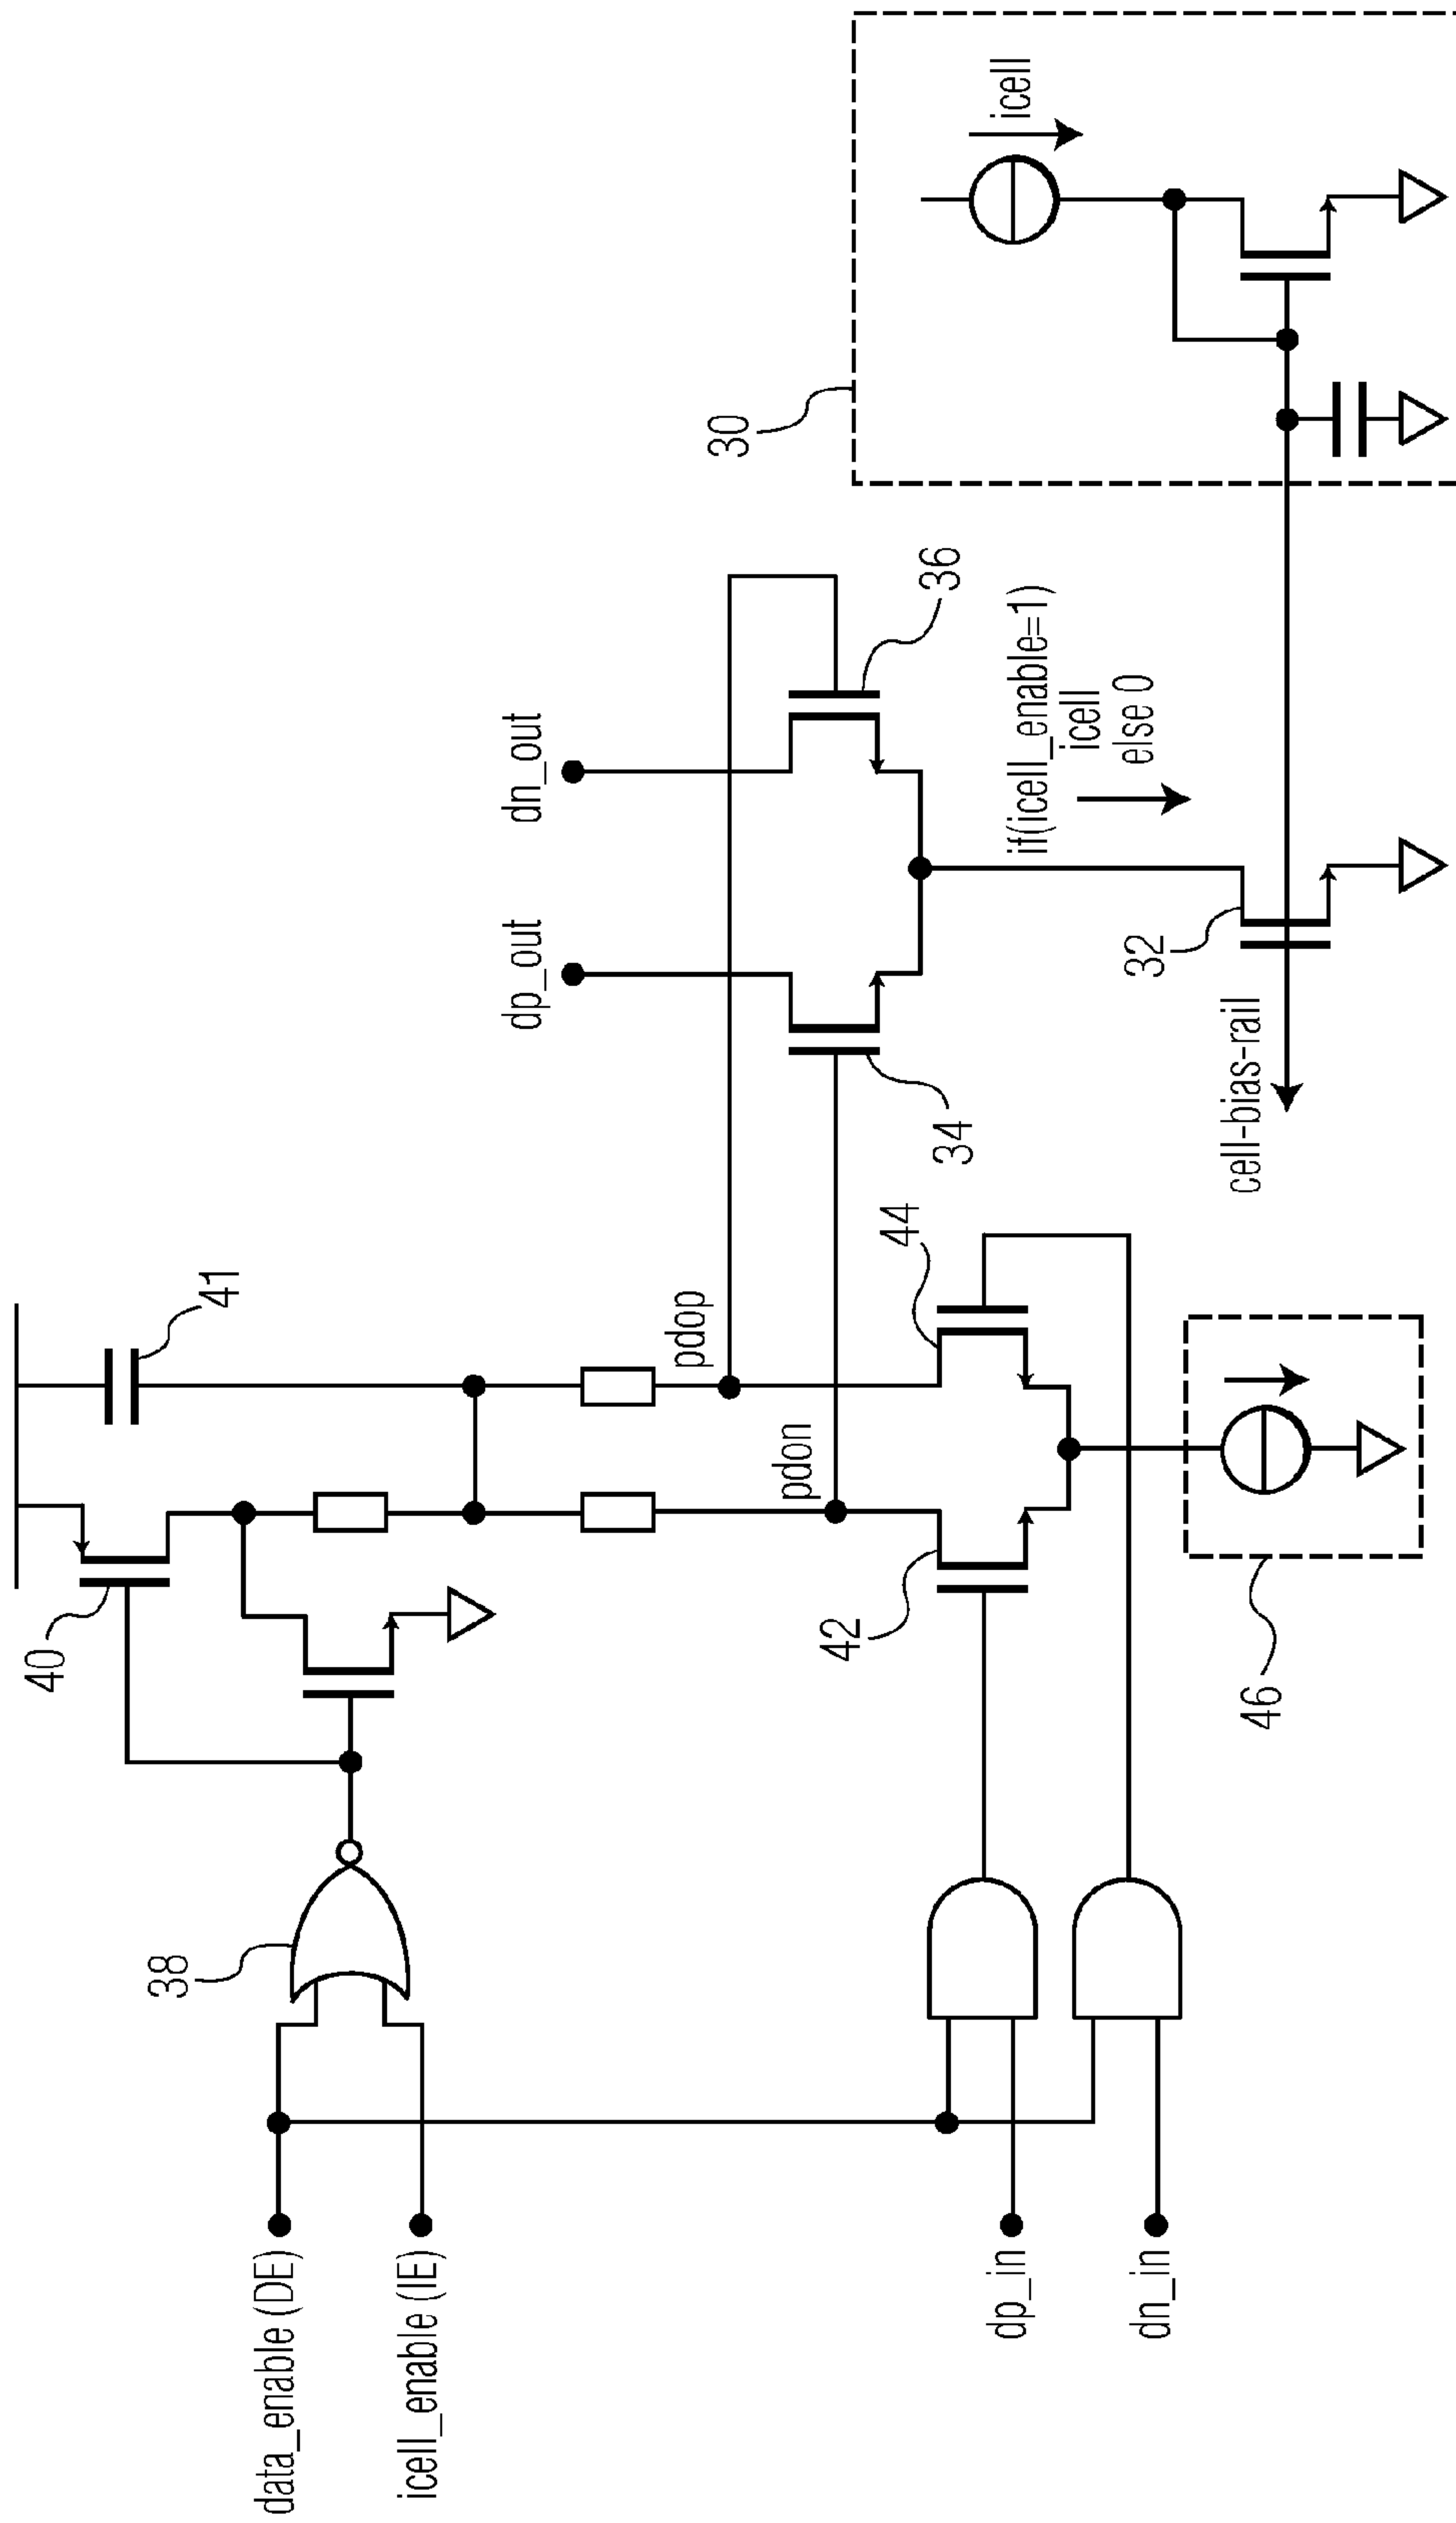 data_enable (DE)
icell_enable (IE)
38
40
41
pdop
pdon
dp_in
dn_in
42
44
46
dp_out
dn_out
34
36
if(icell_enable=1)
icell
else 0
32
cell-bias-rail
30
icell